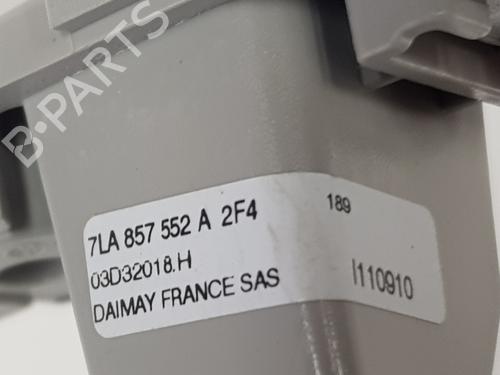 B-PARTS
7LA 857 552 A 2F4
189
03D32018.H
DAIMAY FRANCE SAS
I110910